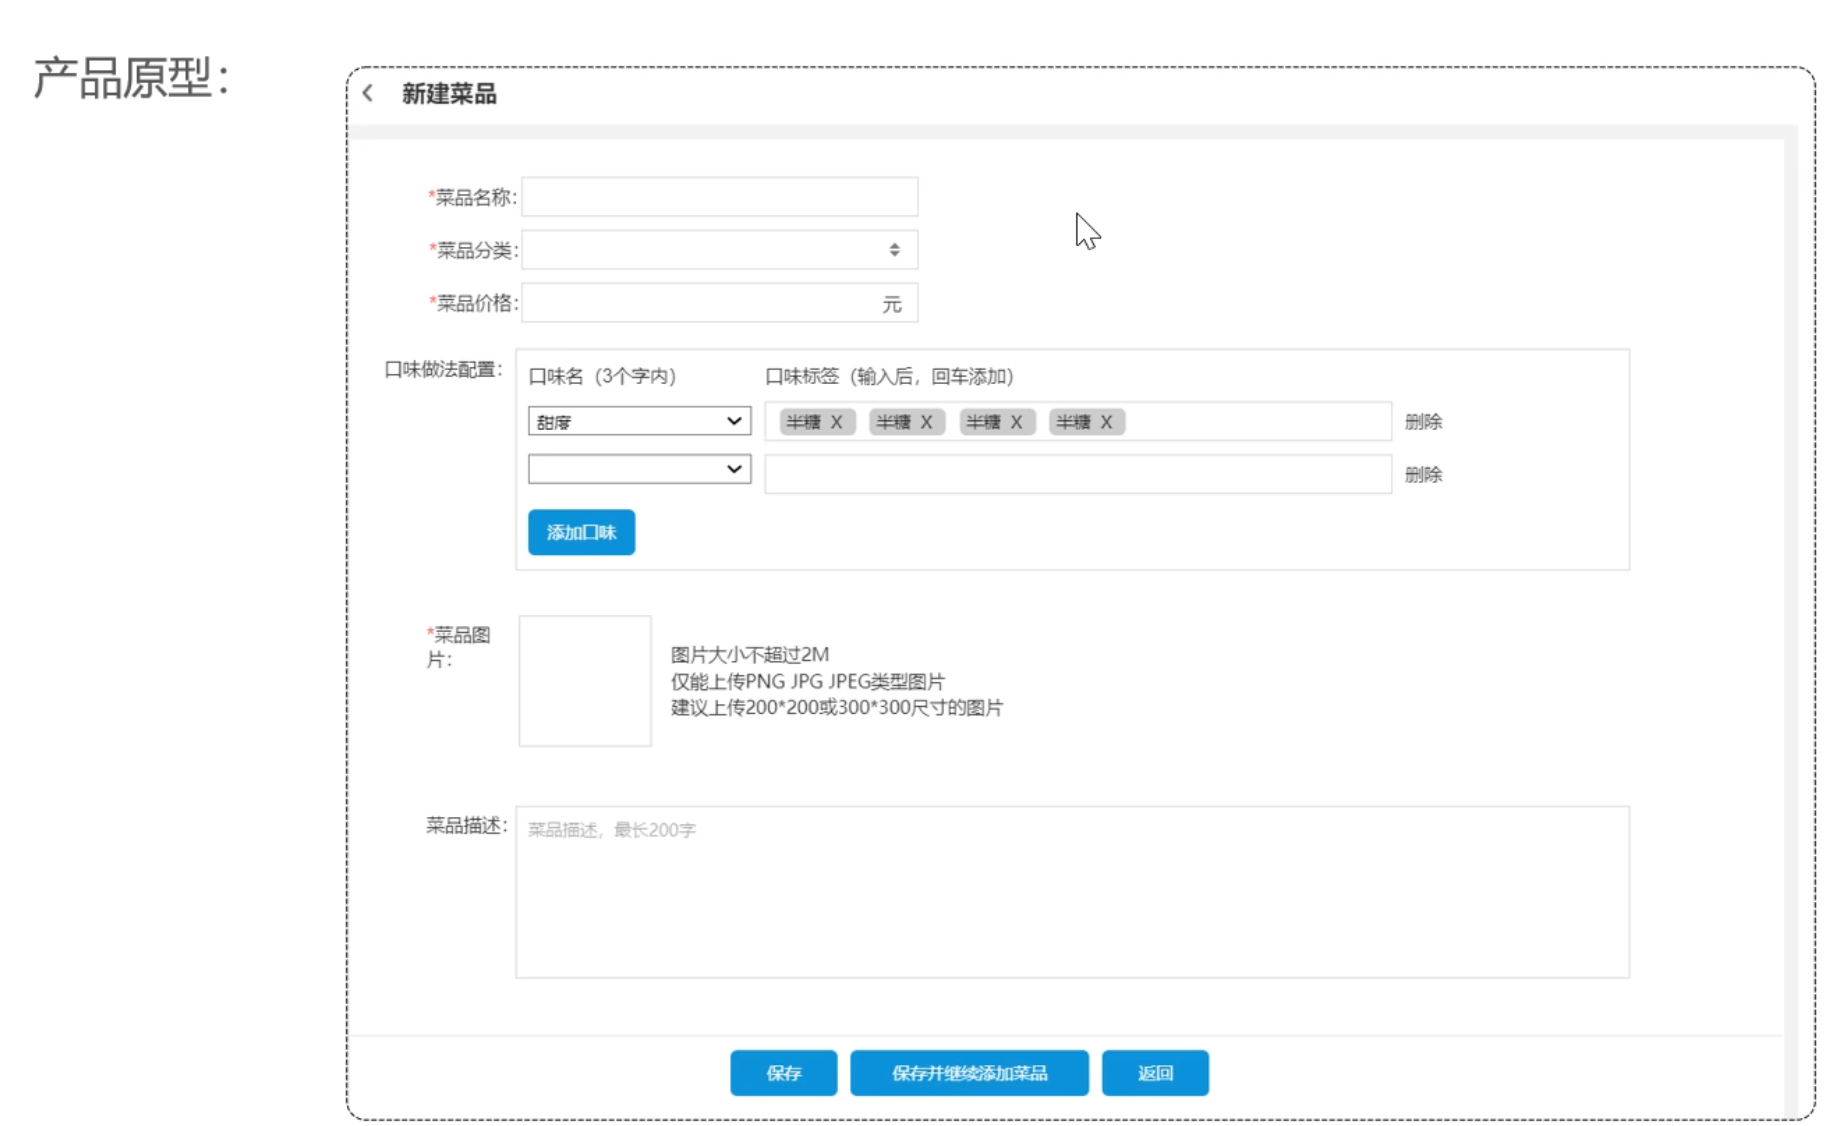 产品原型：
新建菜品
*菜品名称：
*菜品分类：
*菜品价格： 元
口味做法配置： 口味名（3个字内） 口味标签（输入后，回车添加）
甜度 半糖 X 半糖 X 半糖 X 半糖 X 删除
删除
添加口味
*菜品图
片：
图片大小不超过2M
仅能上传PNG JPG JPEG类型图片
建议上传200*200或300*300尺寸的图片
菜品描述： 菜品描述，最长200字
保存 保存并继续添加菜品 返回